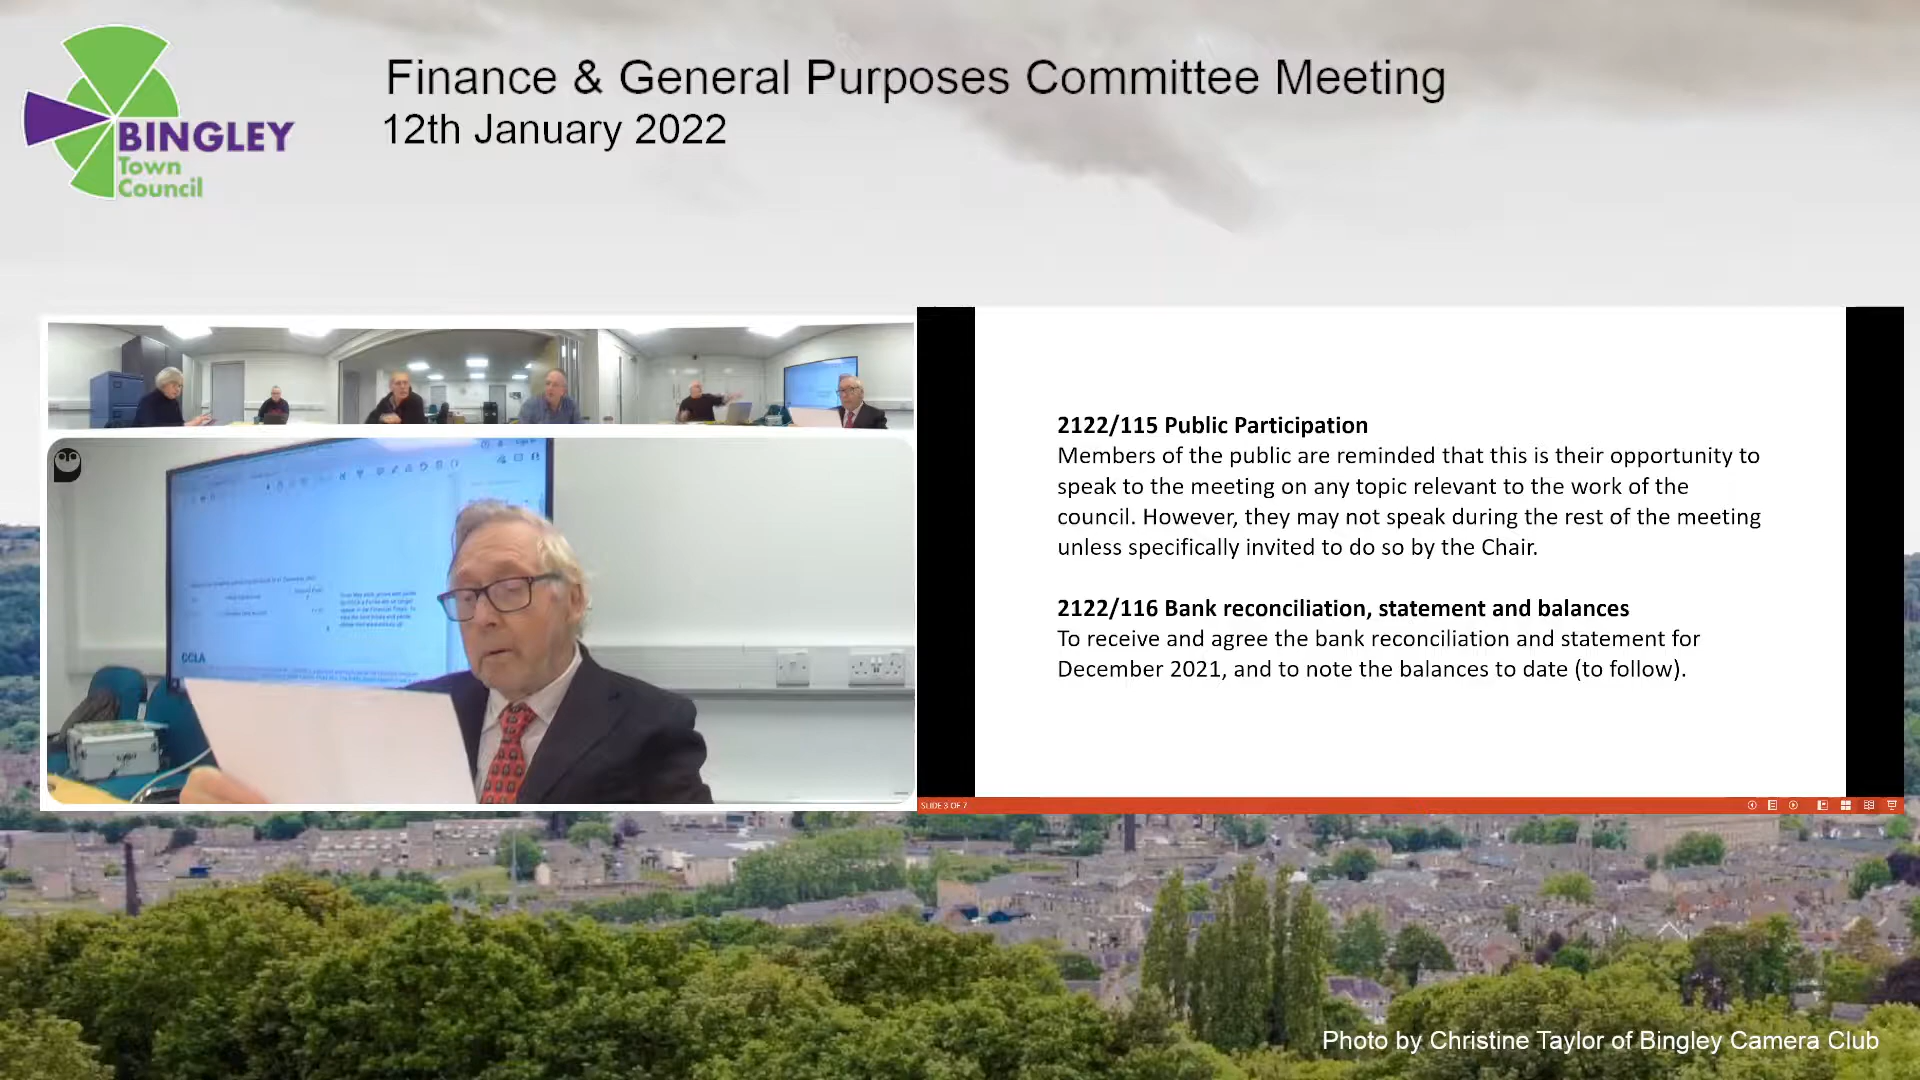 BINGLEY
Town
Council
Finance & General Purposes Committee Meeting
12th January 2022
CCLA
2122/115 Public Participation
Members of the public are reminded that this is their opportunity to
speak to the meeting on any topic relevant to the work of the
council. However, they may not speak during the rest of the meeting
unless specifically invited to do so by the Chair.
2122/116 Bank reconciliation, statement and balances
To receive and agree the bank reconciliation and statement for
December 2021, and to note the balances to date (to follow).
SLIDE 3 OF 7
Photo by Christine Taylor of Bingley Camera Club